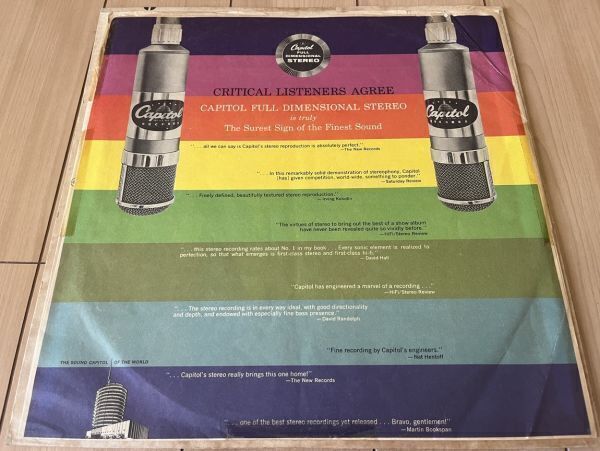 Capitol
FULL
DIMENSIONAL
STEREO
CRITICAL LISTENERS AGREE
CAPITOL FULL DIMENSIONAL STEREO
is truly
The Surest Sign of the Finest Sound
Capitol
RECORDS
Capitol
RECORDS
". . . all we can say is Capitol's stereo reproduction is absolutely perfect."
—The New Records
". . . In this remarkably solid demonstration of stereophony, Capitol
[has] given competition, world-wide, something to ponder."
—Saturday Review
". . . Freely defined, beautifully textured stereo reproduction."
— Irving Kolodin
"The virtues of stereo to bring out the best of a show album
have never been revealed quite so vividly before."
—HiFi/Stereo Review
". . . this stereo recording rates about No. 1 in my book . . . Every sonic element is realized to
perfection, so that what emerges is first-class stereo and first-class hi-fi."
— David Hall
"Capitol has engineered a marvel of a recording . . ."
—HiFi/Stereo Review
". . . The stereo recording is in every way ideal, with good directionality
and depth, and endowed with especially fine bass presence."
— David Randolph
"Fine recording by Capitol's engineers."
— Nat Hentoff
THE SOUND CAPITOL OF THE WORLD
". . . Capitol's stereo really brings this one home!"
—The New Records
". . . one of the best stereo recordings yet released . . . Bravo, gentlemen!"
— Martin Bookspan